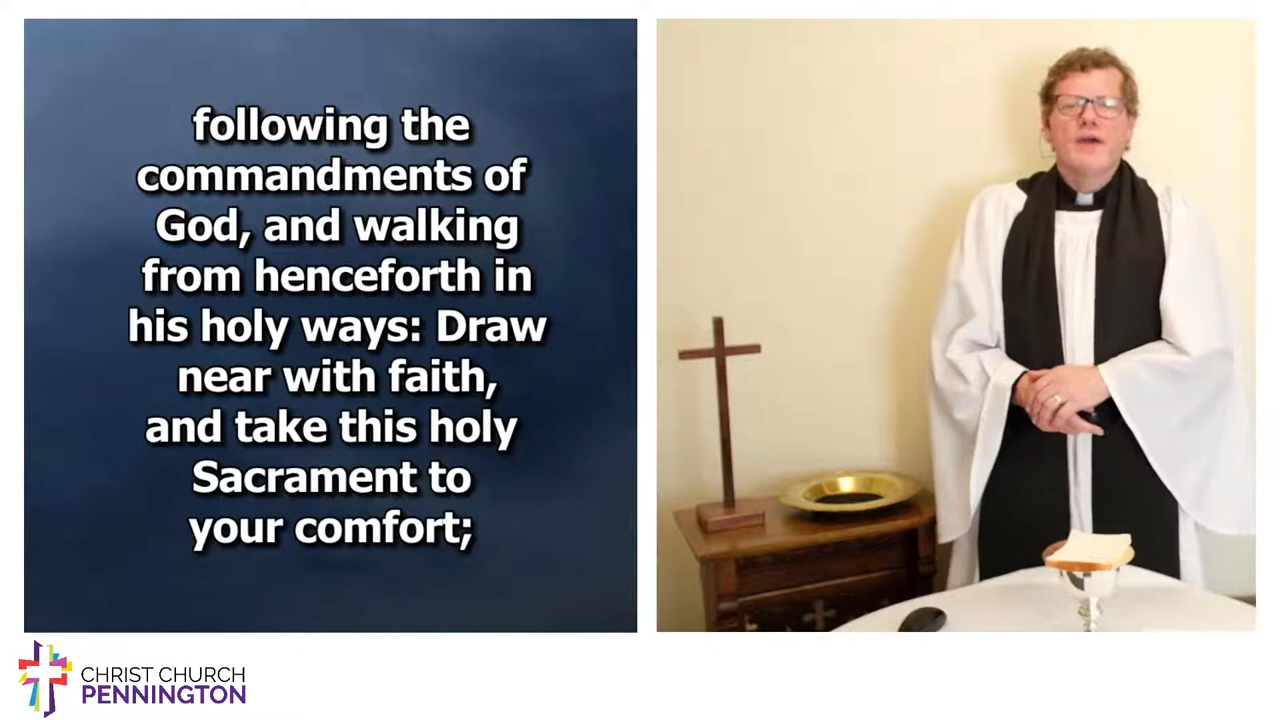 following the
commandments of
God, and walking
from henceforth in
his holy ways: Draw
near with faith,
and take this holy
Sacrament to
your comfort;
CHRIST CHURCH
PENNINGTON